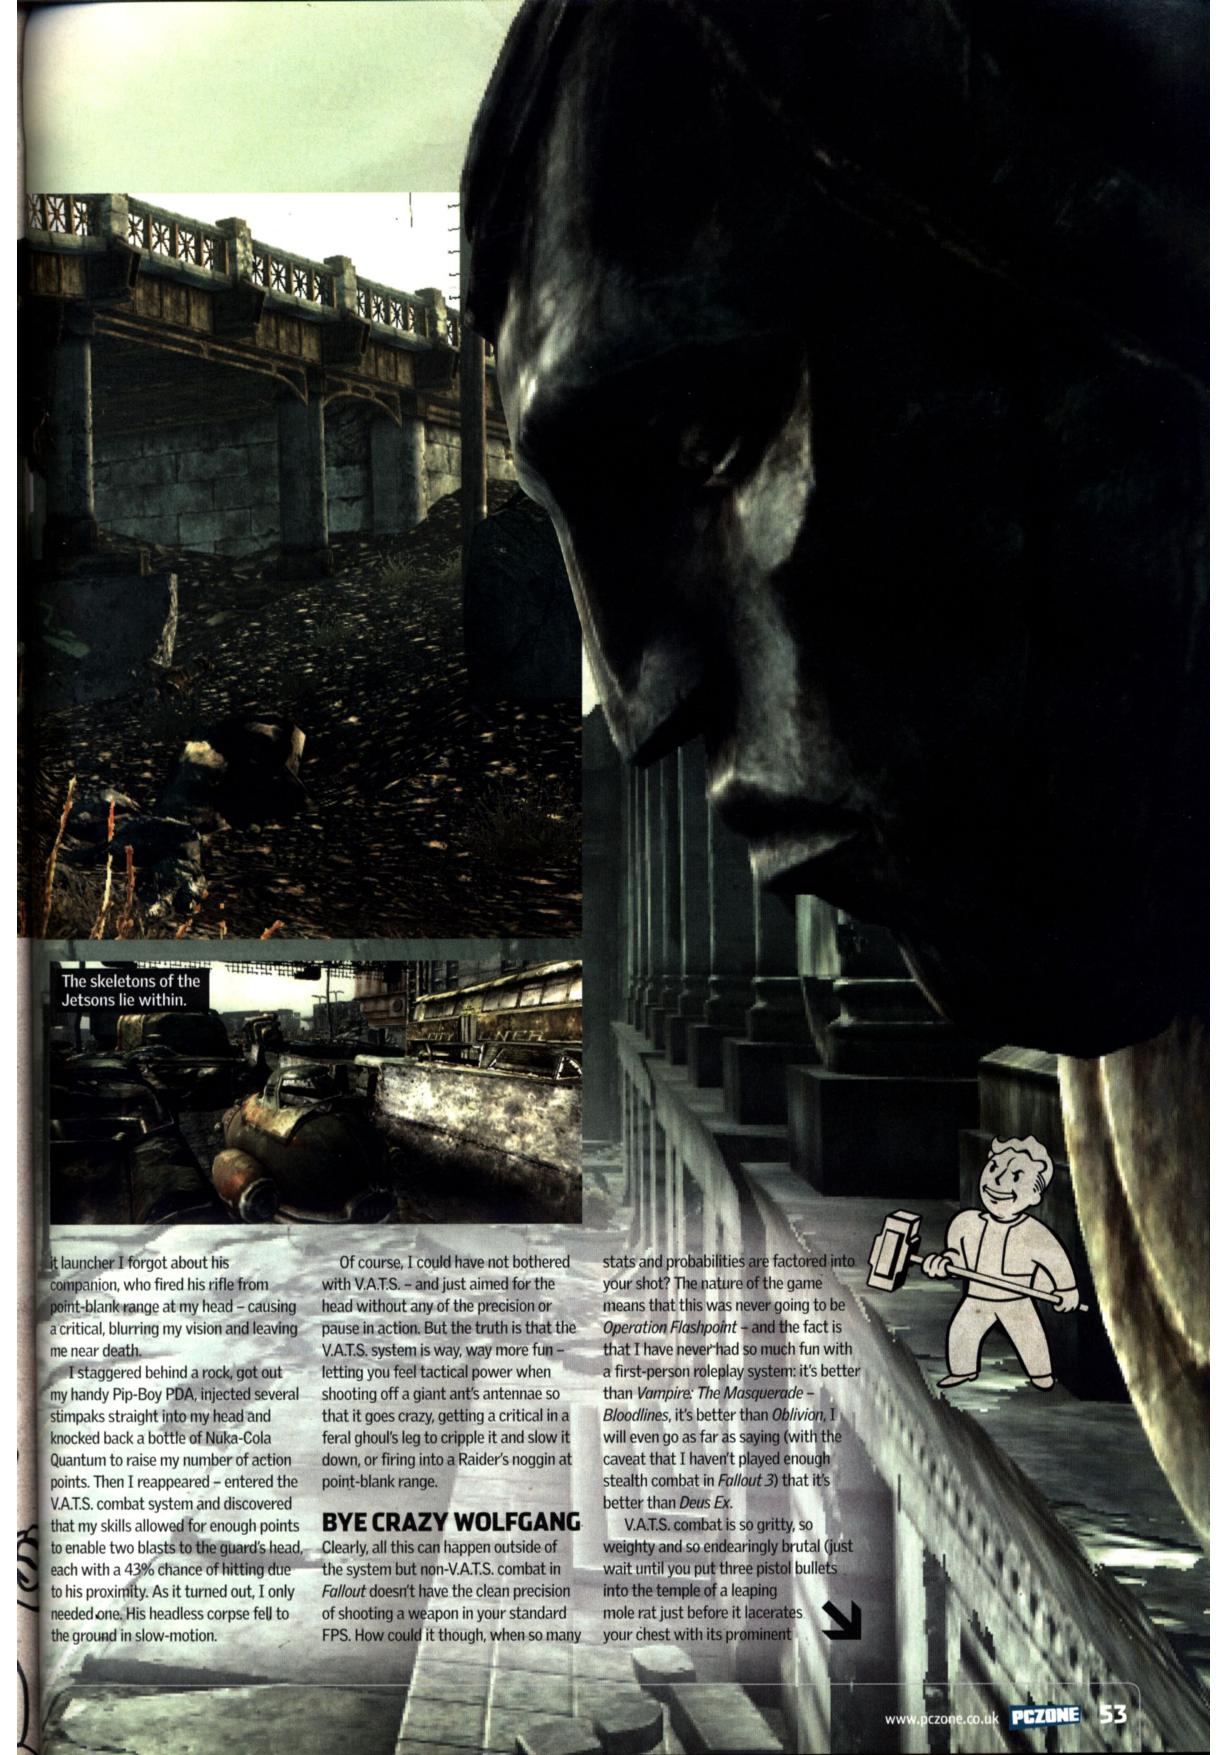 The skeletons of the
Jetsons lie within.
CITY LINER
it launcher I forgot about his
companion, who fired his rifle from
point-blank range at my head – causing
a critical, blurring my vision and leaving
me near death.
I staggered behind a rock, got out
my handy Pip-Boy PDA, injected several
stimpaks straight into my head and
knocked back a bottle of Nuka-Cola
Quantum to raise my number of action
points. Then I reappeared – entered the
V.A.T.S. combat system and discovered
that my skills allowed for enough points
to enable two blasts to the guard's head,
each with a 43% chance of hitting due
to his proximity. As it turned out, I only
needed one. His headless corpse fell to
the ground in slow-motion.
Of course, I could have not bothered
with V.A.T.S. – and just aimed for the
head without any of the precision or
pause in action. But the truth is that the
V.A.T.S. system is way, way more fun –
letting you feel tactical power when
shooting off a giant ant's antennae so
that it goes crazy, getting a critical in a
feral ghoul's leg to cripple it and slow it
down, or firing into a Raider's noggin at
point-blank range.
BYE CRAZY WOLFGANG
Clearly, all this can happen outside of
the system but non-V.A.T.S. combat in
Fallout doesn't have the clean precision
of shooting a weapon in your standard
FPS. How could it though, when so many
stats and probabilities are factored into
your shot? The nature of the game
means that this was never going to be
Operation Flashpoint – and the fact is
that I have never had so much fun with
a first-person roleplay system: it's better
than Vampire: The Masquerade –
Bloodlines, it's better than Oblivion, I
will even go as far as saying (with the
caveat that I haven't played enough
stealth combat in Fallout 3) that it's
better than Deus Ex.
V.A.T.S. combat is so gritty, so
weighty and so endearingly brutal (just
wait until you put three pistol bullets
into the temple of a leaping
mole rat just before it lacerates
your chest with its prominent
www.pczone.co.uk PCZONE 53